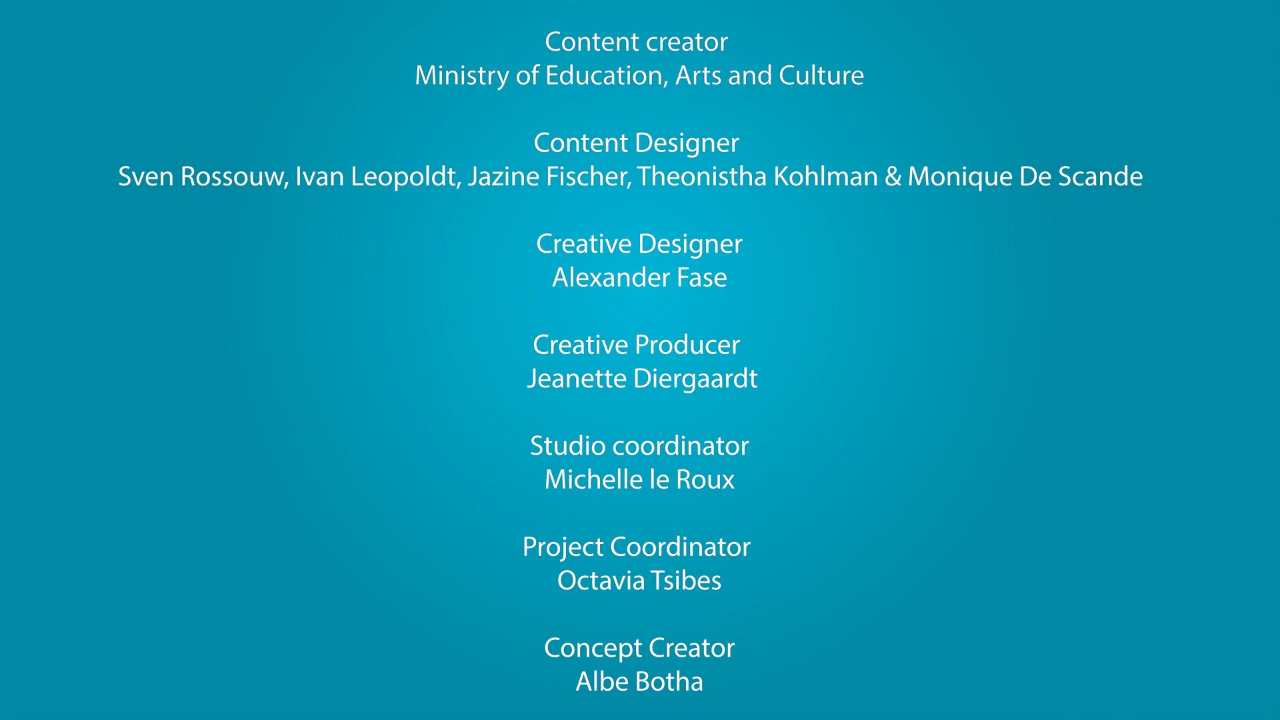 Content creator
Ministry of Education, Arts and Culture
Content Designer
Sven Rossouw, Ivan Leopoldt, Jazine Fischer, Theonistha Kohlman & Monique De Scande
Creative Designer
Alexander Fase
Creative Producer
Jeanette Diergaardt
Studio coordinator
Michelle le Roux
Project Coordinator
Octavia Tsibes
Concept Creator
Albe Botha